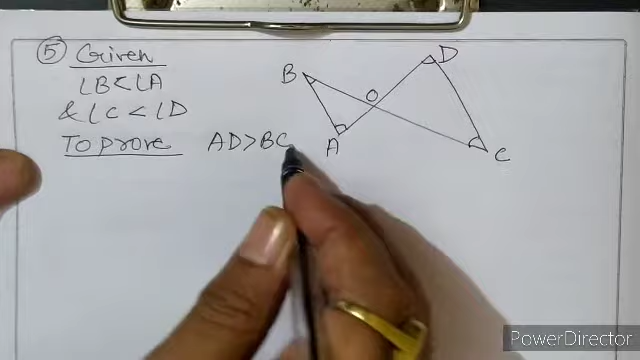 ⑤ Given
∠B<∠A
& ∠C<∠D
To prove AD>BC
B
D
O
A
C
PowerDirector